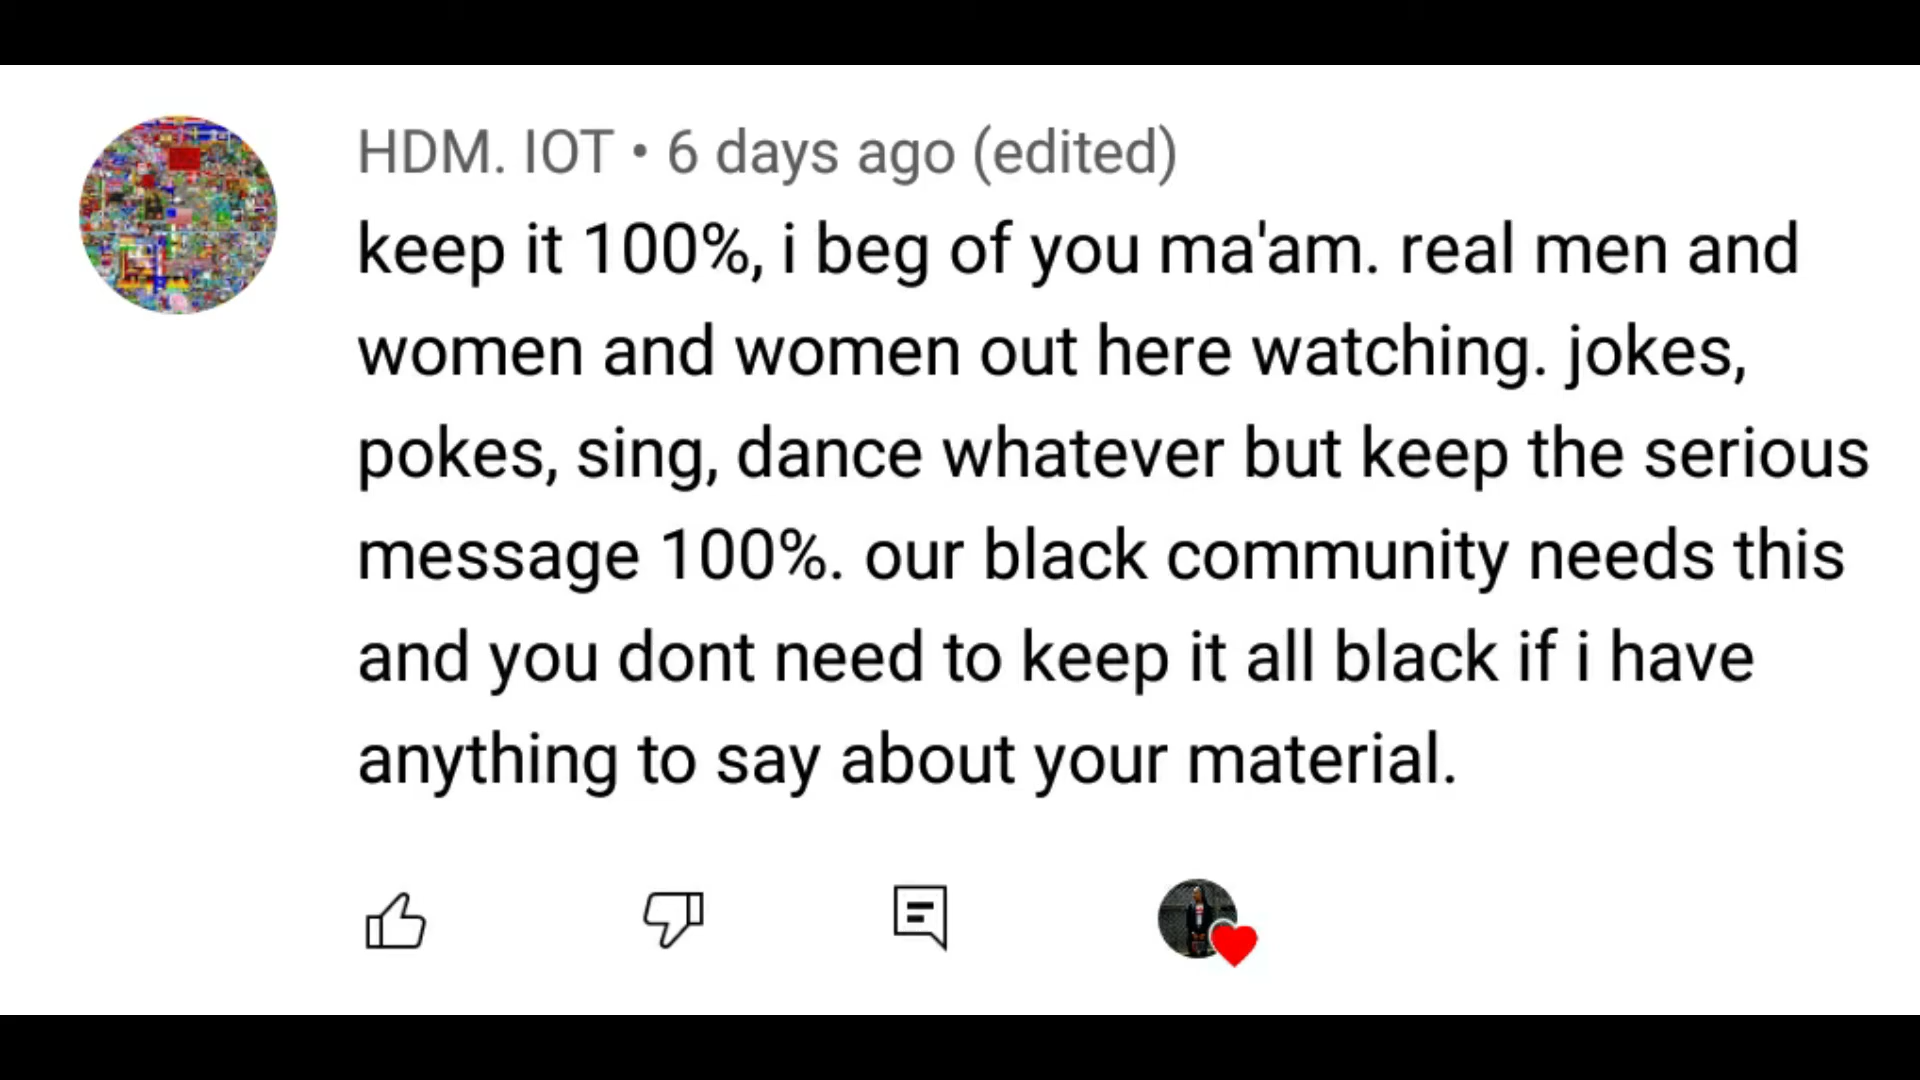 HDM. IOT • 6 days ago (edited)
keep it 100%, i beg of you ma'am. real men and
women and women out here watching. jokes,
pokes, sing, dance whatever but keep the serious
message 100%. our black community needs this
and you dont need to keep it all black if i have
anything to say about your material.